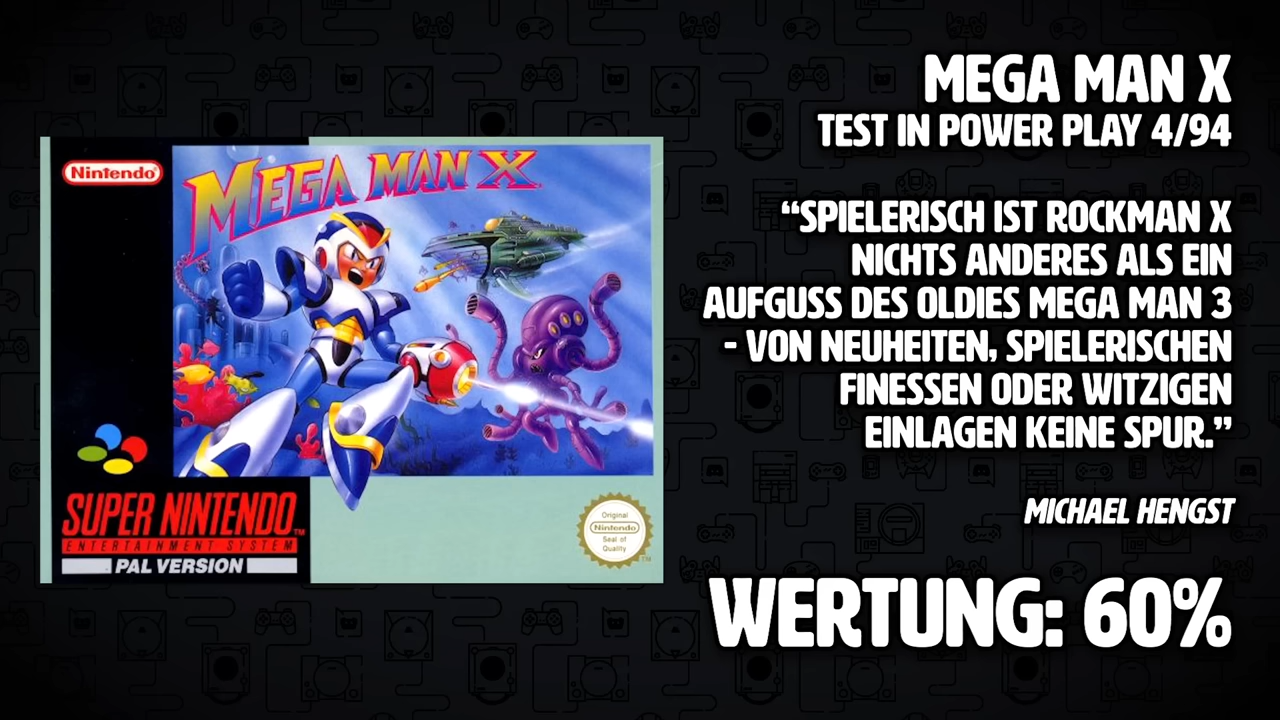 Nintendo
MEGA MAN X
SUPER NINTENDO
ENTERTAINMENT SYSTEM
PAL VERSION
Original
Nintendo
Seal of
Quality
TM
MEGA MAN X
TEST IN POWER PLAY 4/94
“SPIELERISCH IST ROCKMAN X
NICHTS ANDERES ALS EIN
AUFGUSS DES OLDIES MEGA MAN 3
- VON NEUHEITEN, SPIELERISCHEN
FINESSEN ODER WITZIGEN
EINLAGEN KEINE SPUR.”
MICHAEL HENGST
WERTUNG: 60%